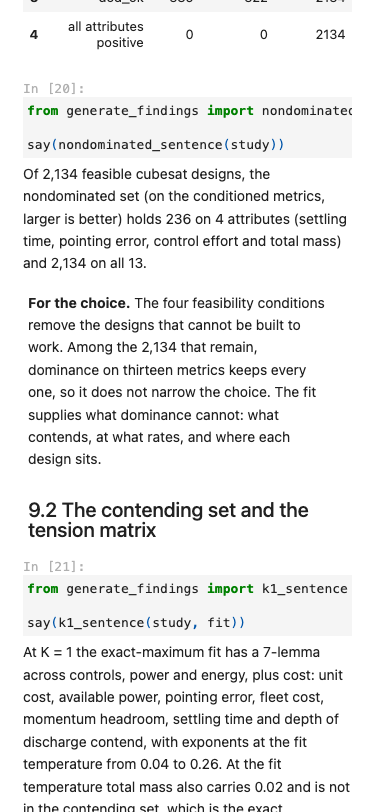 all attributes
4 positive 0 0 2134
In [20]:
from generate_findings import nondominated
say(nondominated_sentence(study))
Of 2,134 feasible cubesat designs, the
nondominated set (on the conditioned metrics,
larger is better) holds 236 on 4 attributes (settling
time, pointing error, control effort and total mass)
and 2,134 on all 13.
For the choice. The four feasibility conditions
remove the designs that cannot be built to
work. Among the 2,134 that remain,
dominance on thirteen metrics keeps every
one, so it does not narrow the choice. The fit
supplies what dominance cannot: what
contends, at what rates, and where each
design sits.
9.2 The contending set and the
tension matrix
In [21]:
from generate_findings import k1_sentence
say(k1_sentence(study, fit))
At K = 1 the exact-maximum fit has a 7-lemma
across controls, power and energy, plus cost: unit
cost, available power, pointing error, fleet cost,
momentum headroom, settling time and depth of
discharge contend, with exponents at the fit
temperature from 0.04 to 0.26. At the fit
temperature total mass also carries 0.02 and is not
in the contending set, which is the exact